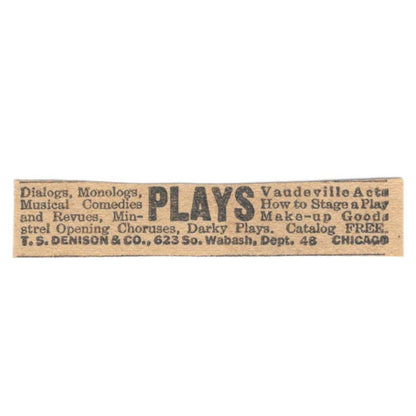 Dialogs, Monologs, PLAYS Vaudeville Acts
Musical Comedies How to Stage a Play
and Revues, Min- Make-up Goods
strel Opening Choruses, Darky Plays. Catalog FREE.
T. S. DENISON & CO., 623 So. Wabash, Dept. 48 CHICAGO